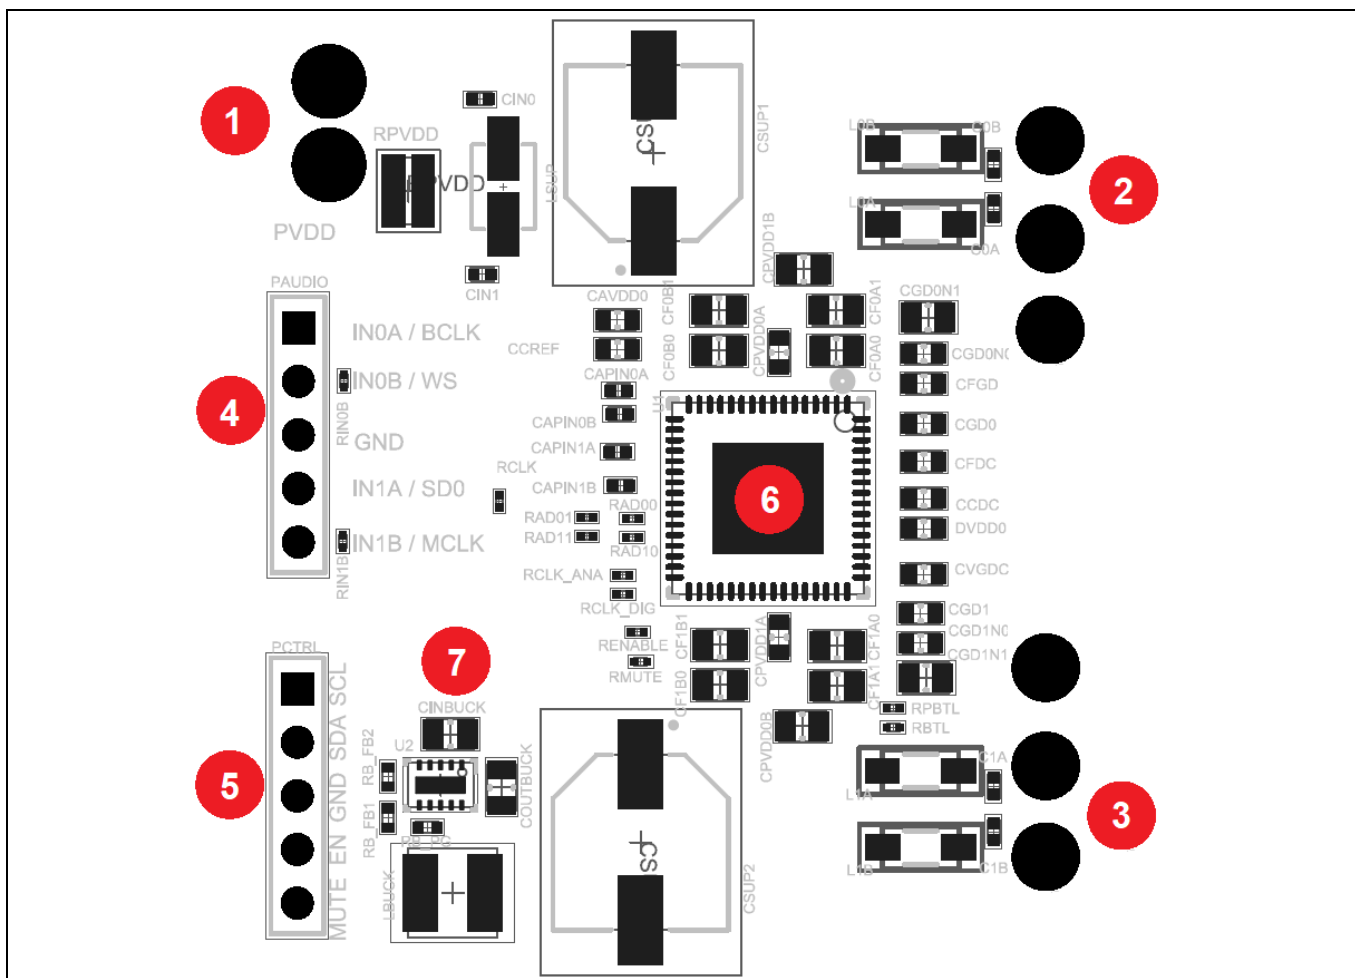 1
CIN0
RPVDD
RPVDD
LSUP
CSUP1
PVDD
CIN1
L0B
C0B
L0A
C0A
2
PAUDIO
IN0A / BCLK
IN0B / WS
RIN0B
GND
IN1A / SD0
IN1B / MCLK
RIN1B
4
CAVDD0
CCREF
CAPIN0A
CAPIN0B
CAPIN1A
CAPIN1B
RCLK
RAD00
RAD01
RAD11
RAD10
RCLK_ANA
RCLK_DIG
RENABLE
RMUTE
CF0B1
CF0B0
CPVDD0A
CPVDD1B
CF0A1
CF0A0
U1
6
CGD0N1
CGD0N0
CFGD
CGD0
CFDC
CCDC
DVDD0
CVGDC
CGD1
CGD1N0
CGD1N1
CF1B1
CF1B0
CPVDD1A
CPVDD0B
CF1A0
CF1A1
RPBTL
RBTL
PCTRL
MUTE EN GND SDA SCL
5
7
CINBUCK
U2
RB_FB2
RB_FB1
RB_PG
COUTBUCK
LBUCK
CSUP2
C1A
L1A
L1B
C1B
3